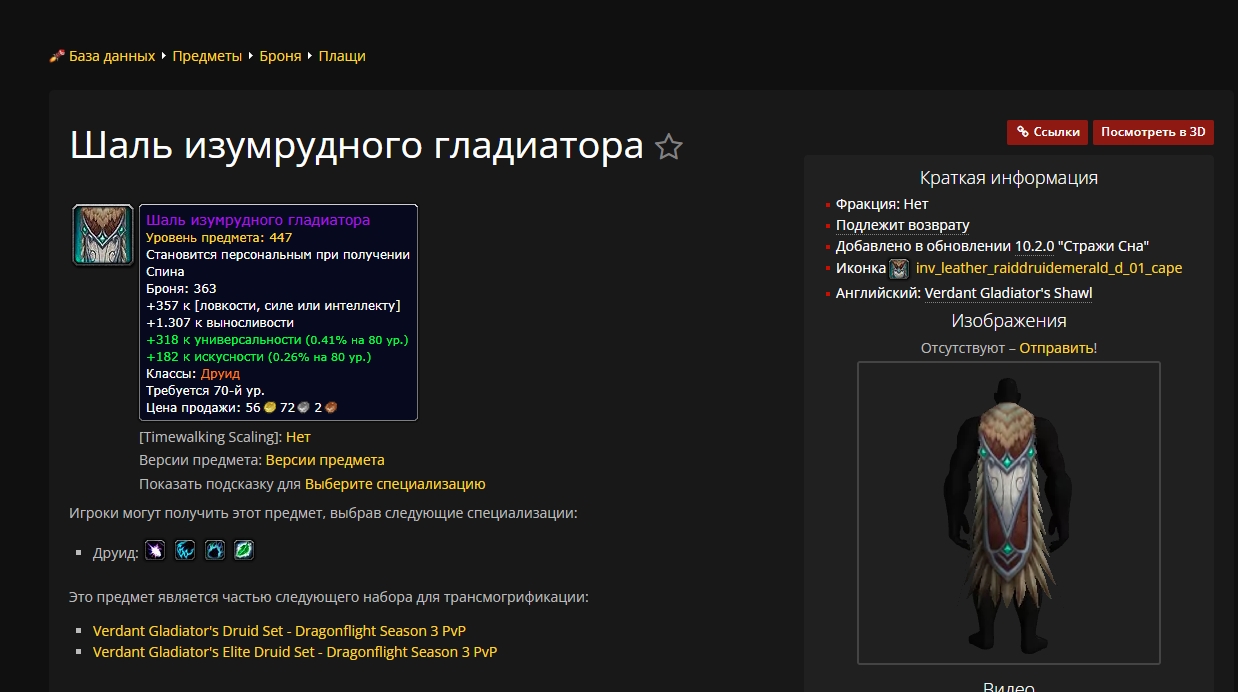 База данных Предметы Броня Плащи
Шаль изумрудного гладиатора
Ссылки Посмотреть в 3D
Шаль изумрудного гладиатора
Уровень предмета: 447
Становится персональным при получении
Спина
Броня: 363
+357 к [ловкости, силе или интеллекту]
+1.307 к выносливости
+318 к универсальности (0.41% на 80 ур.)
+182 к искусности (0.26% на 80 ур.)
Классы: Друид
Требуется 70-й ур.
Цена продажи: 56 72 2
[Timewalking Scaling]: Нет
Версии предмета: Версии предмета
Показать подсказку для Выберите специализацию
Игроки могут получить этот предмет, выбрав следующие специализации:
Друид:
Это предмет является частью следующего набора для трансмогрификации:
Verdant Gladiator's Druid Set - Dragonflight Season 3 PvP
Verdant Gladiator's Elite Druid Set - Dragonflight Season 3 PvP
Краткая информация
Фракция: Нет
Подлежит возврату
Добавлено в обновлении 10.2.0 "Стражи Сна"
Иконка inv_leather_raiddruidemerald_d_01_cape
Английский: Verdant Gladiator's Shawl
Изображения
Отсутствуют – Отправить!
Видео